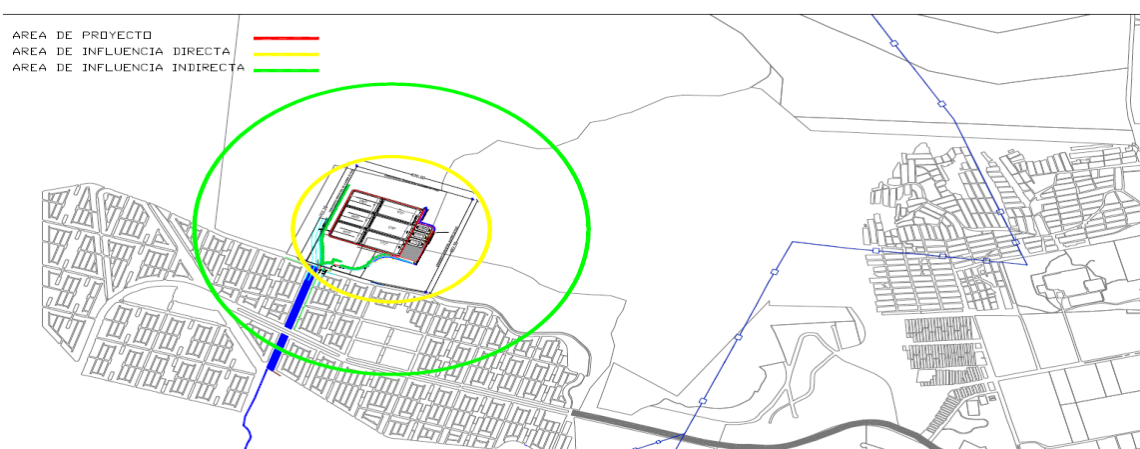 AREA DE PROYECTO
AREA DE INFLUENCIA DIRECTA
AREA DE INFLUENCIA INDIRECTA